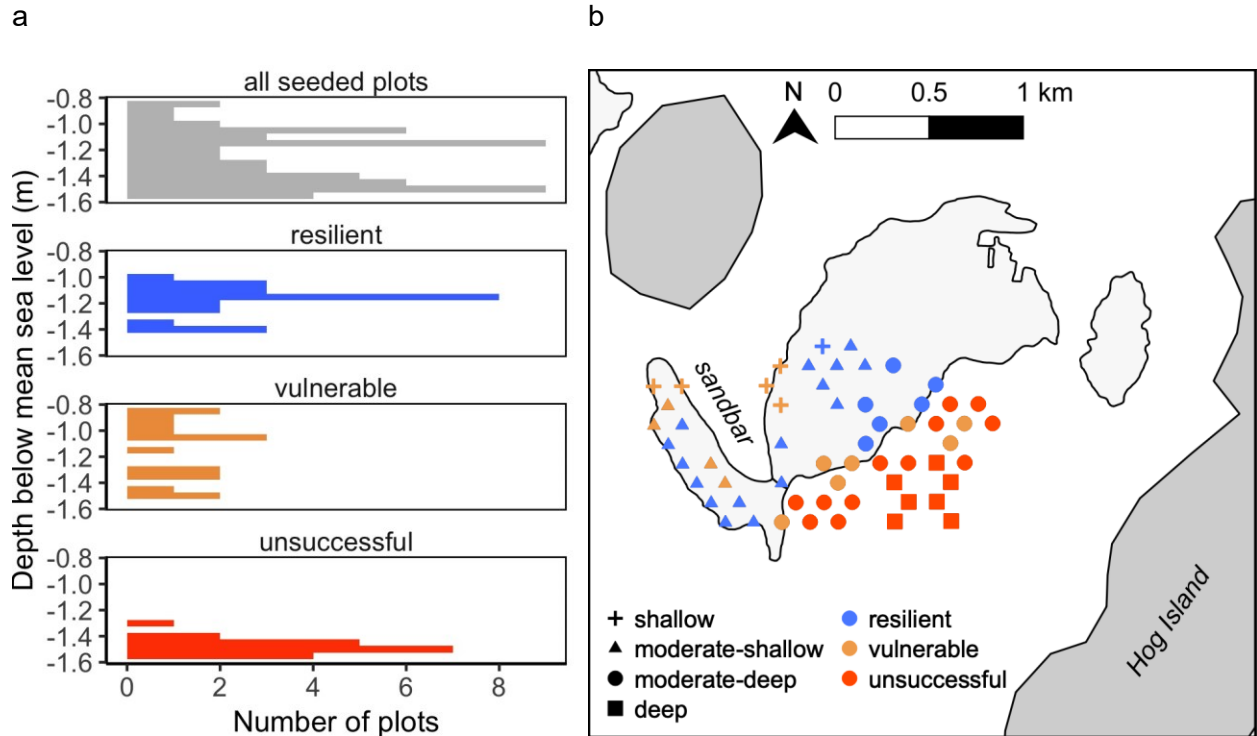 a
b
Depth below mean sea level (m)
all seeded plots
-0.8
-1.0
-1.2
-1.4
-1.6
resilient
-0.8
-1.0
-1.2
-1.4
-1.6
vulnerable
-0.8
-1.0
-1.2
-1.4
-1.6
unsuccessful
-0.8
-1.0
-1.2
-1.4
-1.6
0 2 4 6 8
Number of plots
N
0 0.5 1 km
sandbar
Hog Island
shallow
moderate-shallow
moderate-deep
deep
resilient
vulnerable
unsuccessful